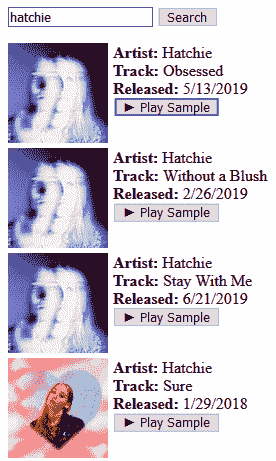 hatchie Search
Artist: Hatchie
Track: Obsessed
Released: 5/13/2019
► Play Sample
Artist: Hatchie
Track: Without a Blush
Released: 2/26/2019
► Play Sample
Artist: Hatchie
Track: Stay With Me
Released: 6/21/2019
► Play Sample
Artist: Hatchie
Track: Sure
Released: 1/29/2018
► Play Sample